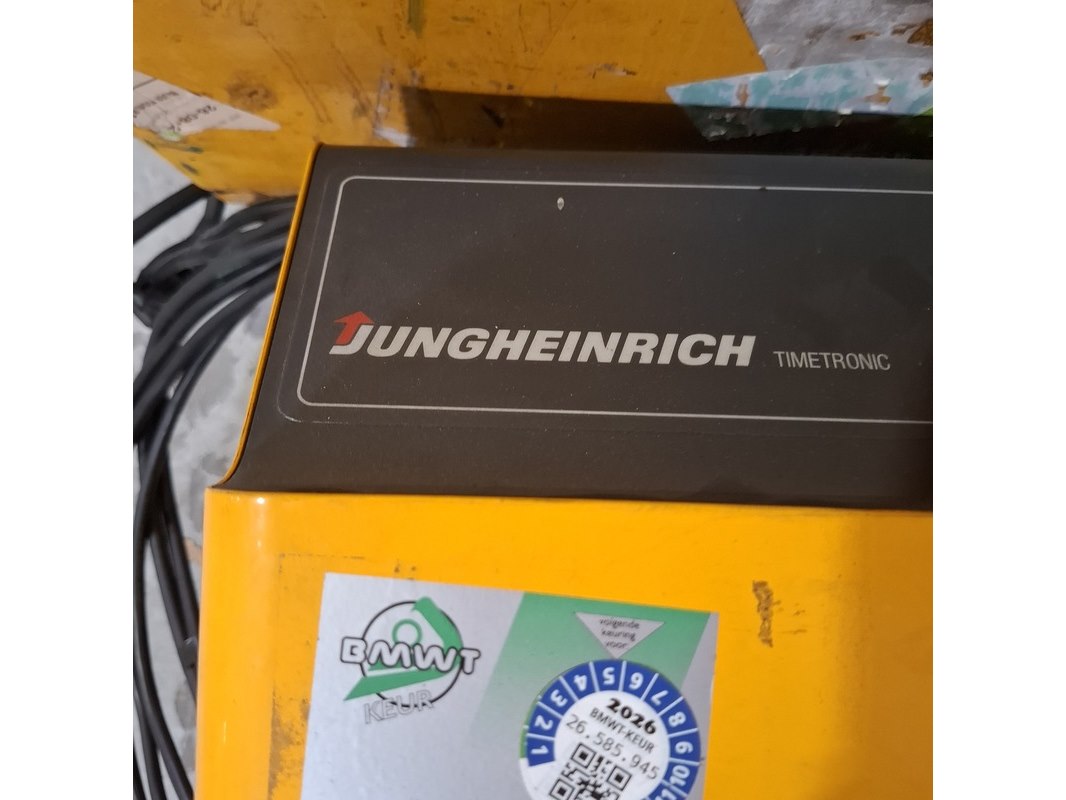 JUNGHEINRICH TIMETRONIC
BMWT
KEUR
volgende
keuring
voor
1 2 3 4 5 6 7 8 9 10 11
2026
BMWT-KEUR
26.585.945